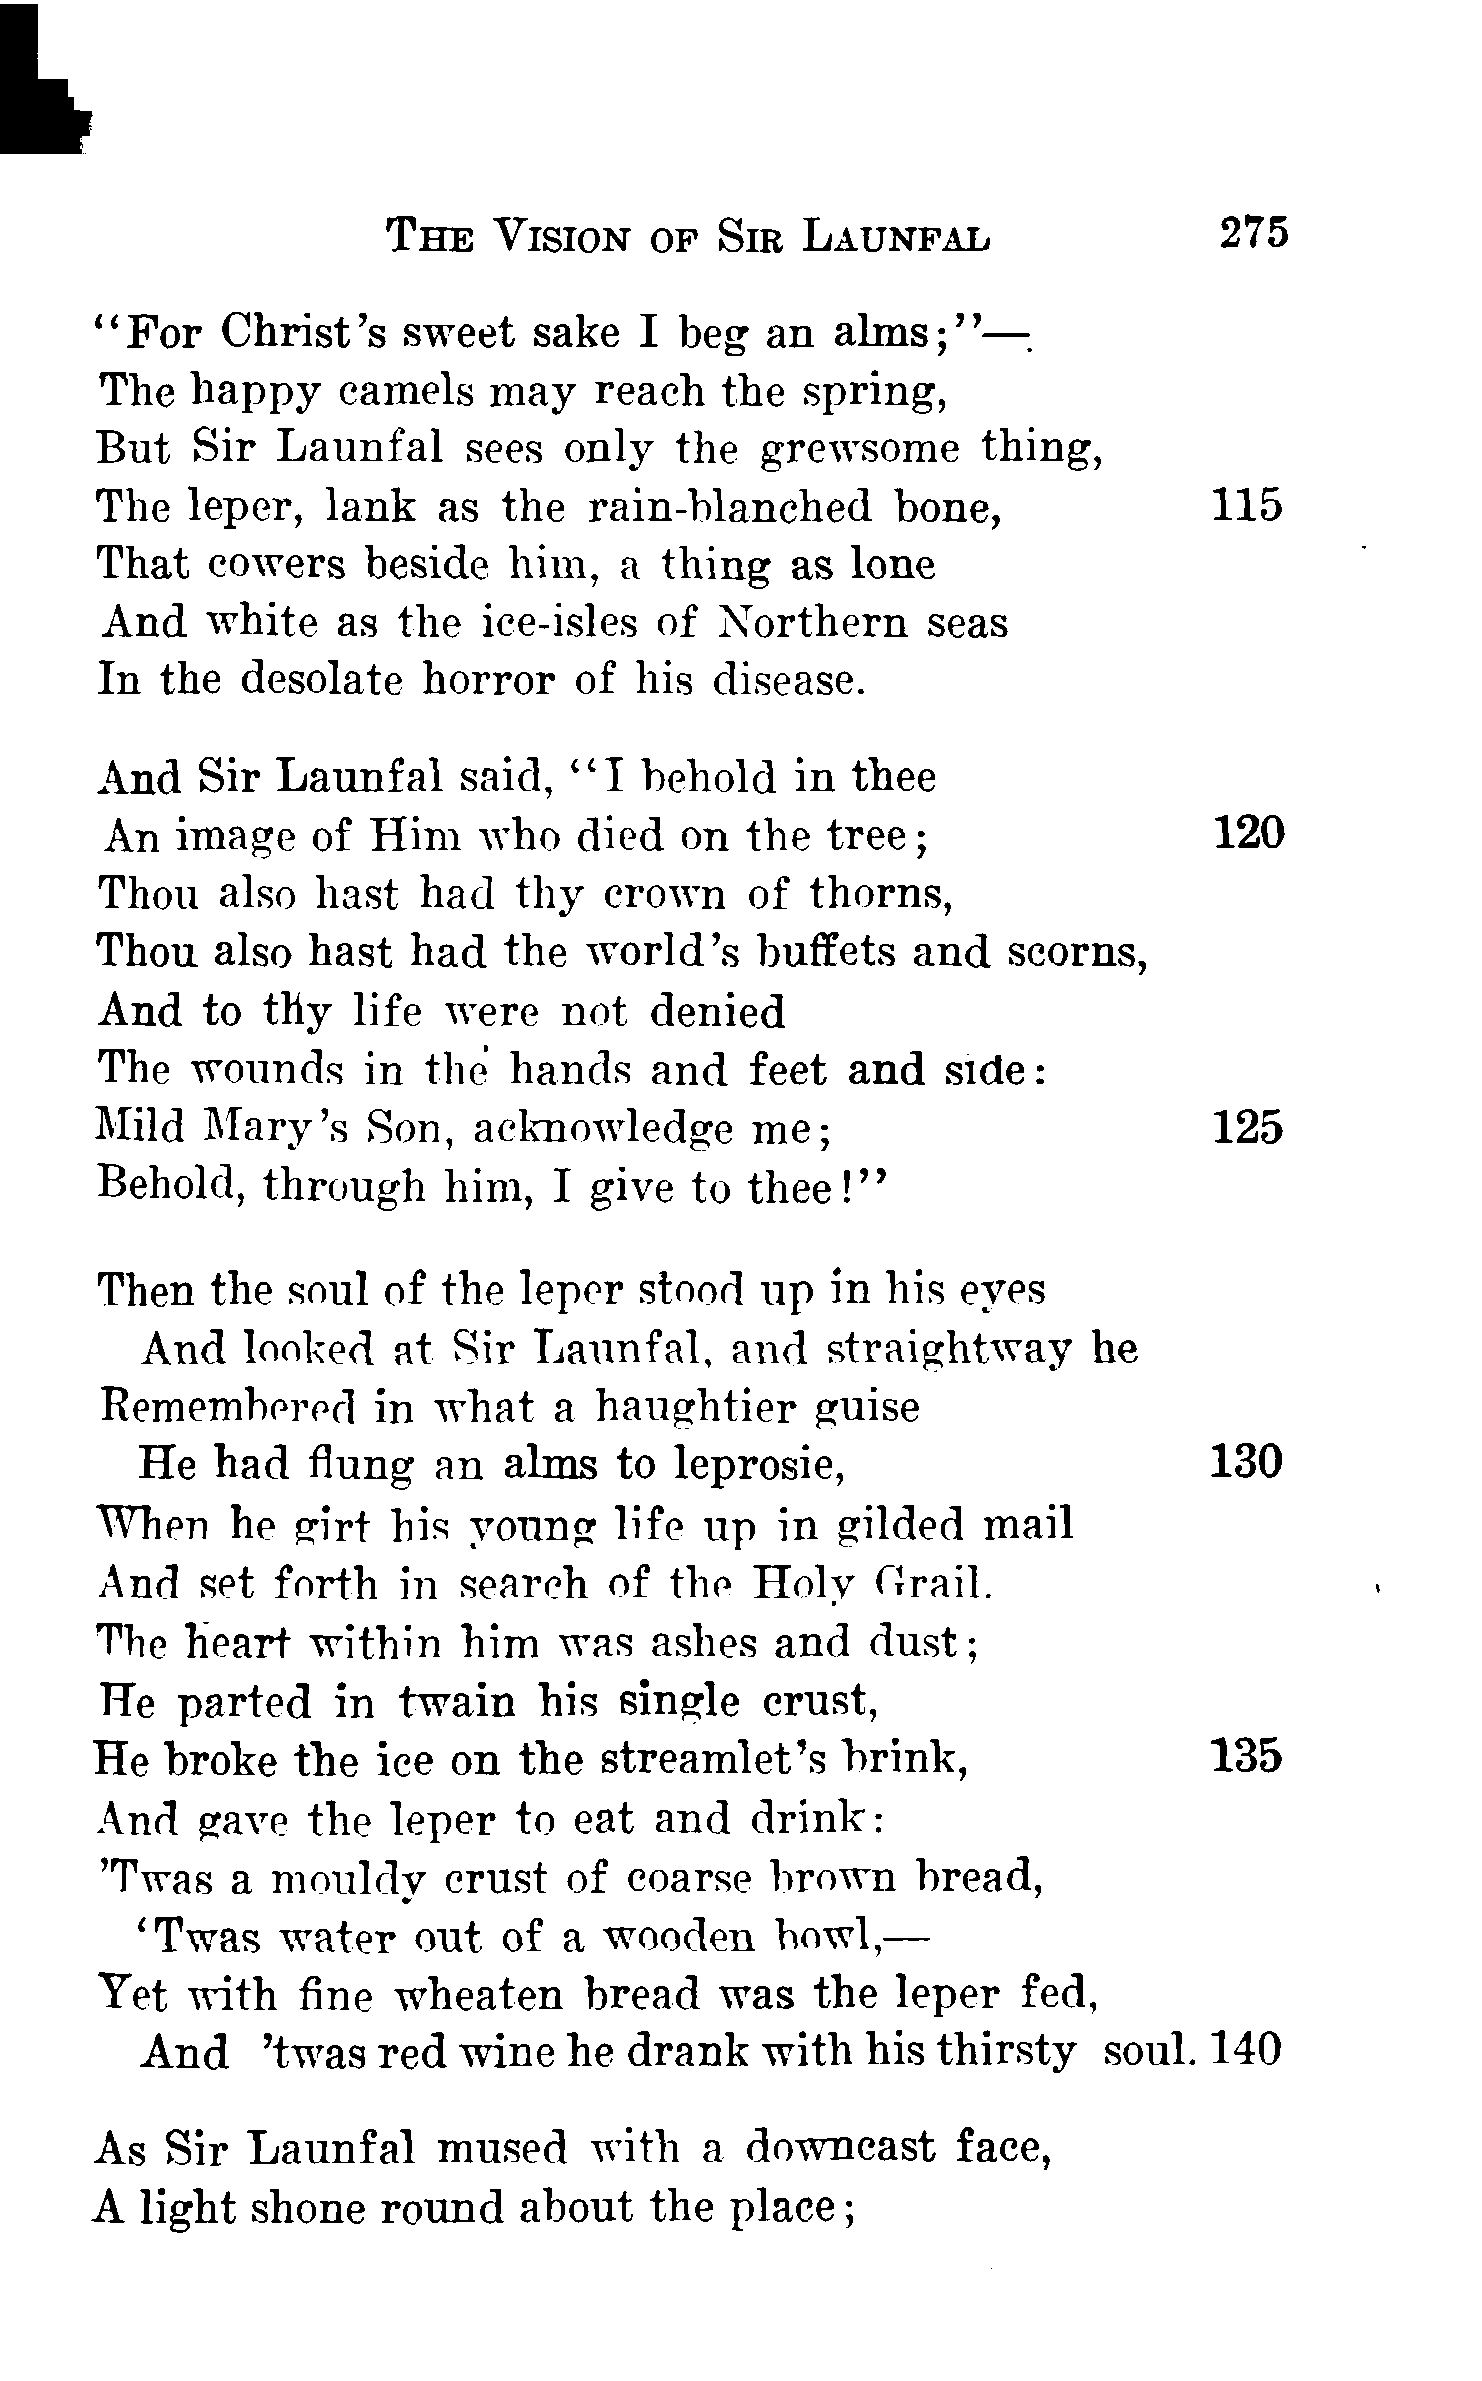 THE VISION OF SIR LAUNFAL 275
"For Christ's sweet sake I beg an alms;"—
The happy camels may reach the spring,
But Sir Launfal sees only the grewsome thing,
The leper, lank as the rain-blanched bone, 115
That cowers beside him, a thing as lone
And white as the ice-isles of Northern seas
In the desolate horror of his disease.
And Sir Launfal said, "I behold in thee
An image of Him who died on the tree; 120
Thou also hast had thy crown of thorns,
Thou also hast had the world's buffets and scorns,
And to thy life were not denied
The wounds in the hands and feet and side:
Mild Mary's Son, acknowledge me; 125
Behold, through him, I give to thee!"
Then the soul of the leper stood up in his eyes
And looked at Sir Launfal, and straightway he
Remembered in what a haughtier guise
He had flung an alms to leprosie, 130
When he girt his young life up in gilded mail
And set forth in search of the Holy Grail.
The heart within him was ashes and dust;
He parted in twain his single crust,
He broke the ice on the streamlet's brink, 135
And gave the leper to eat and drink:
'Twas a mouldy crust of coarse brown bread,
'Twas water out of a wooden bowl,—
Yet with fine wheaten bread was the leper fed,
And 'twas red wine he drank with his thirsty soul. 140
As Sir Launfal mused with a downcast face,
A light shone round about the place;